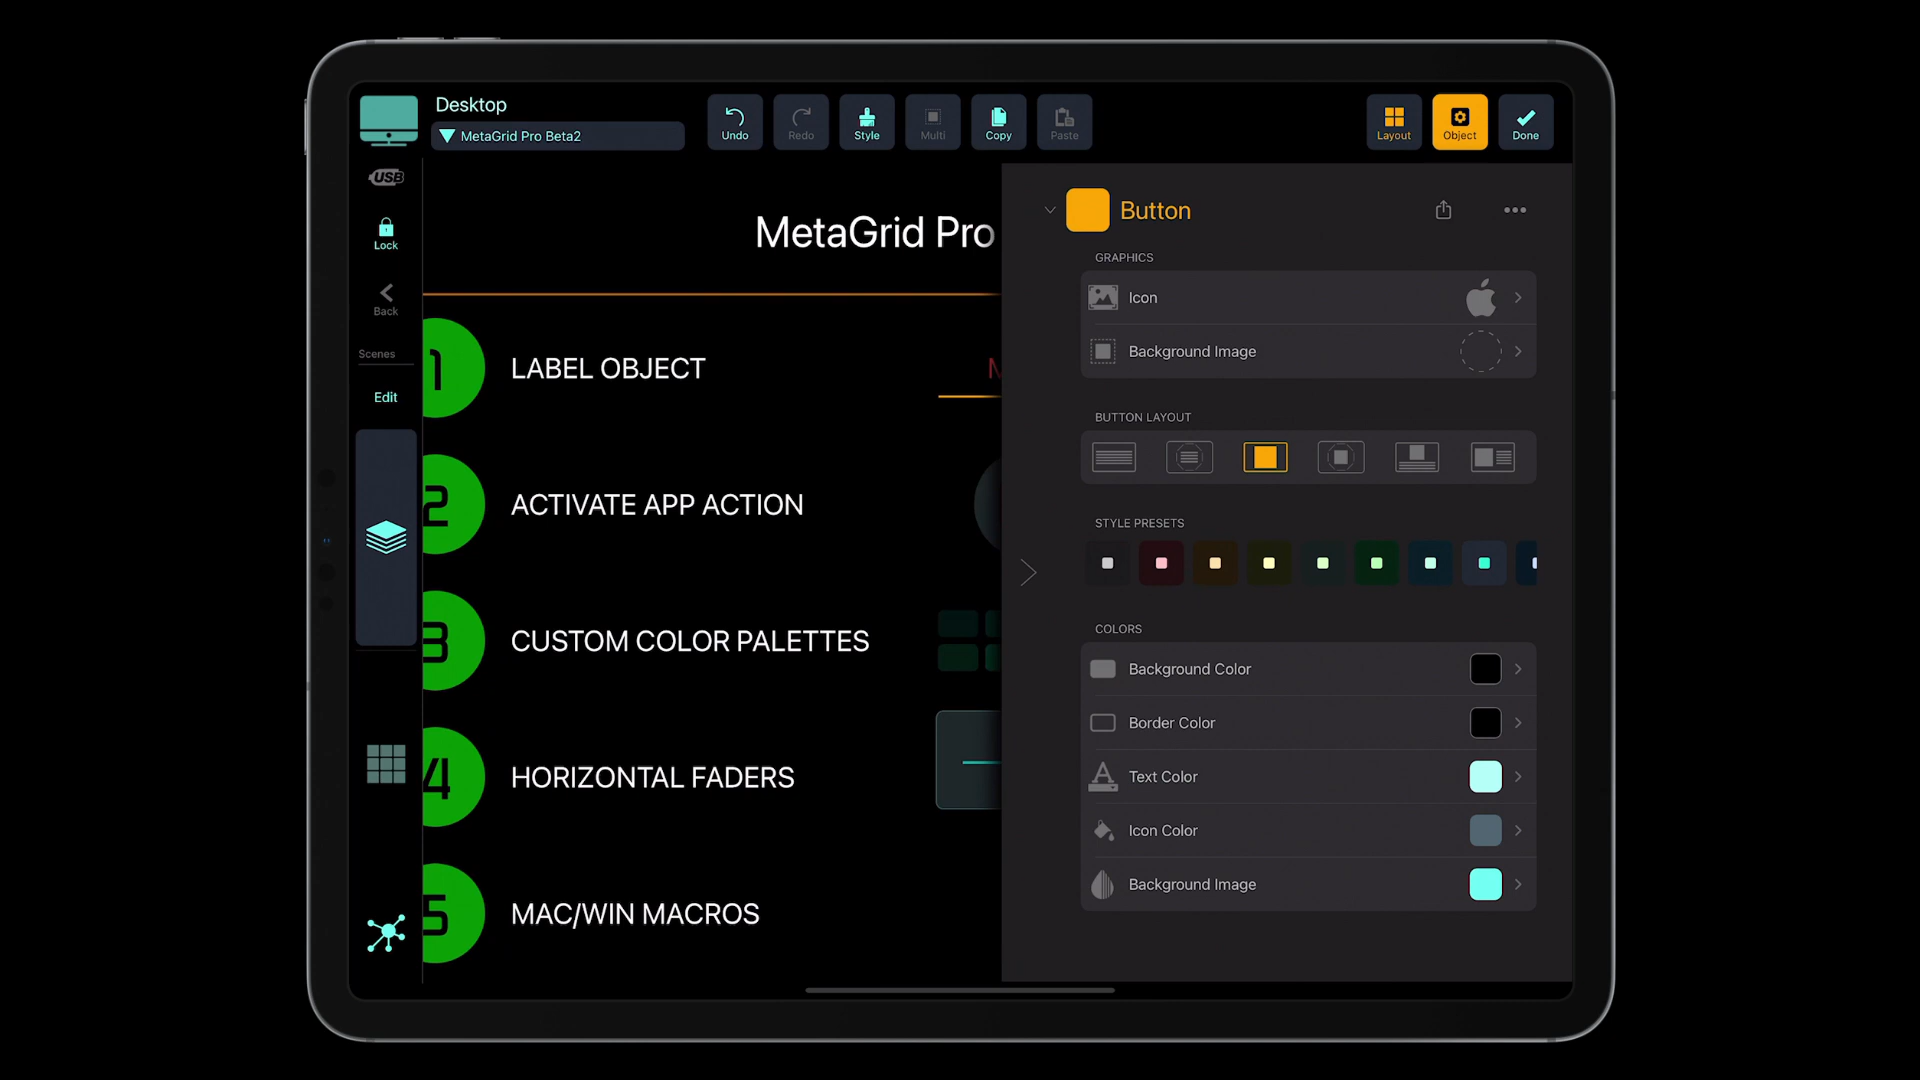 Desktop
MetaGrid Pro Beta2
Undo
Redo
Style
Multi
Copy
Paste
Layout
Object
Done
USB
Lock
Back
Scenes
Edit
MetaGrid Pro
1
LABEL OBJECT
2
ACTIVATE APP ACTION
3
CUSTOM COLOR PALETTES
4
HORIZONTAL FADERS
5
MAC/WIN MACROS
Button
GRAPHICS
Icon
Background Image
BUTTON LAYOUT
STYLE PRESETS
COLORS
Background Color
Border Color
Text Color
Icon Color
Background Image